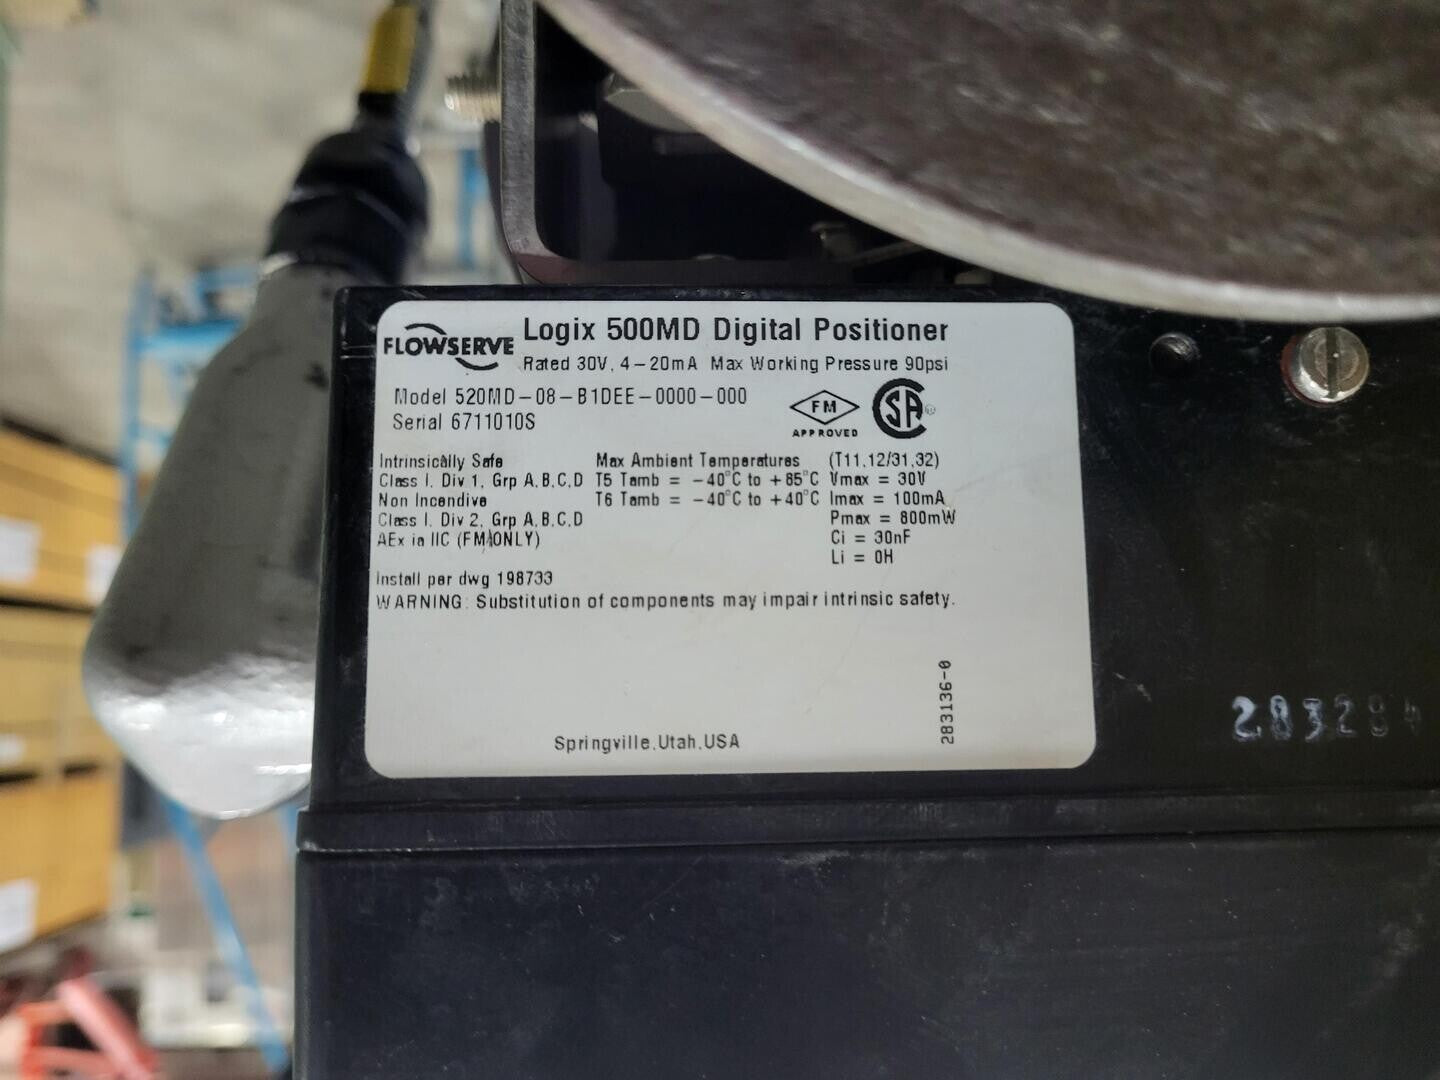 FLOWSERVE
Logix 500MD Digital Positioner
Rated 30V, 4-20mA Max Working Pressure 90psi
Model 520MD-08-B1DEE-0000-000
Serial 6711010S
FM
APPROVED
SA
Intrinsically Safe
Class I, Div 1, Grp A,B,C,D
Non Incendive
Class I, Div 2, Grp A,B,C,D
AEx ia IIC (FM ONLY)
Max Ambient Temperatures
T5 Tamb = -40°C to +85°C
T6 Tamb = -40°C to +40°C
(T11,12/31,32)
Vmax = 30V
Imax = 100mA
Pmax = 800mW
Ci = 30nF
Li = 0H
Install per dwg 198733
WARNING: Substitution of components may impair intrinsic safety.
283136-0
Springville, Utah, USA
283284